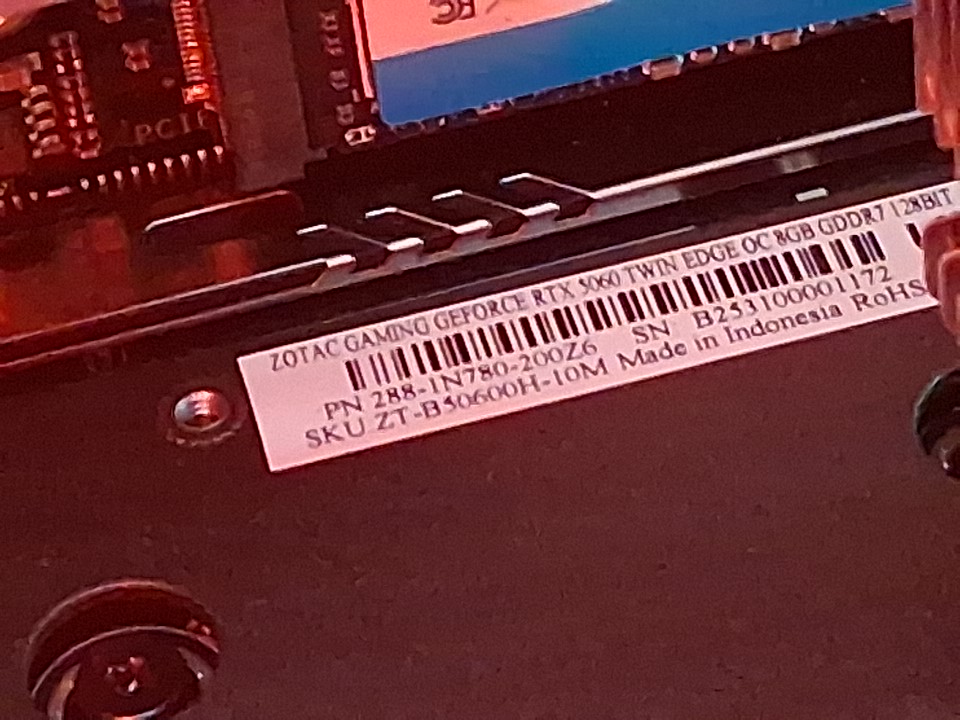 PCI
ZOTAC GAMING GEFORCE RTX 5060 TWIN EDGE OC 8GB GDDR7 128BIT
PN 288-1N780-200Z6 SN B253100001172
SKU ZT-B50600H-10M Made in Indonesia RoHS